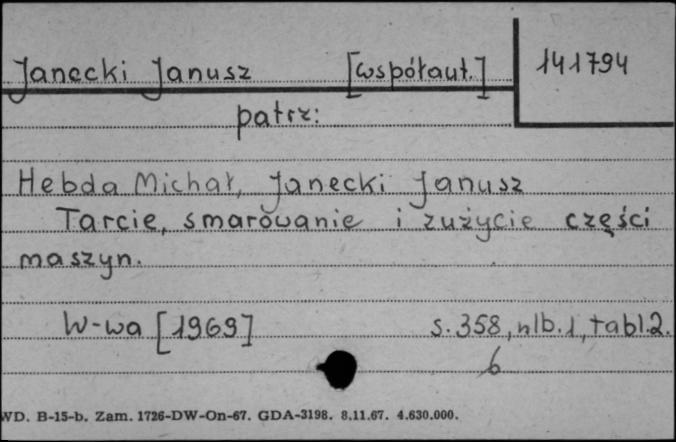 Janecki Janusz [współaut.] 141794
patrz:
Hebda Michał, Janecki Janusz
Tarcie, smarowanie i zużycie części
maszyn.
W-wa [1969] s. 358, nlb. 1, tabl. 2.
b
WD. B-15-b. Zam. 1726-DW-On-67. GDA-3198. 8.11.67. 4.630.000.